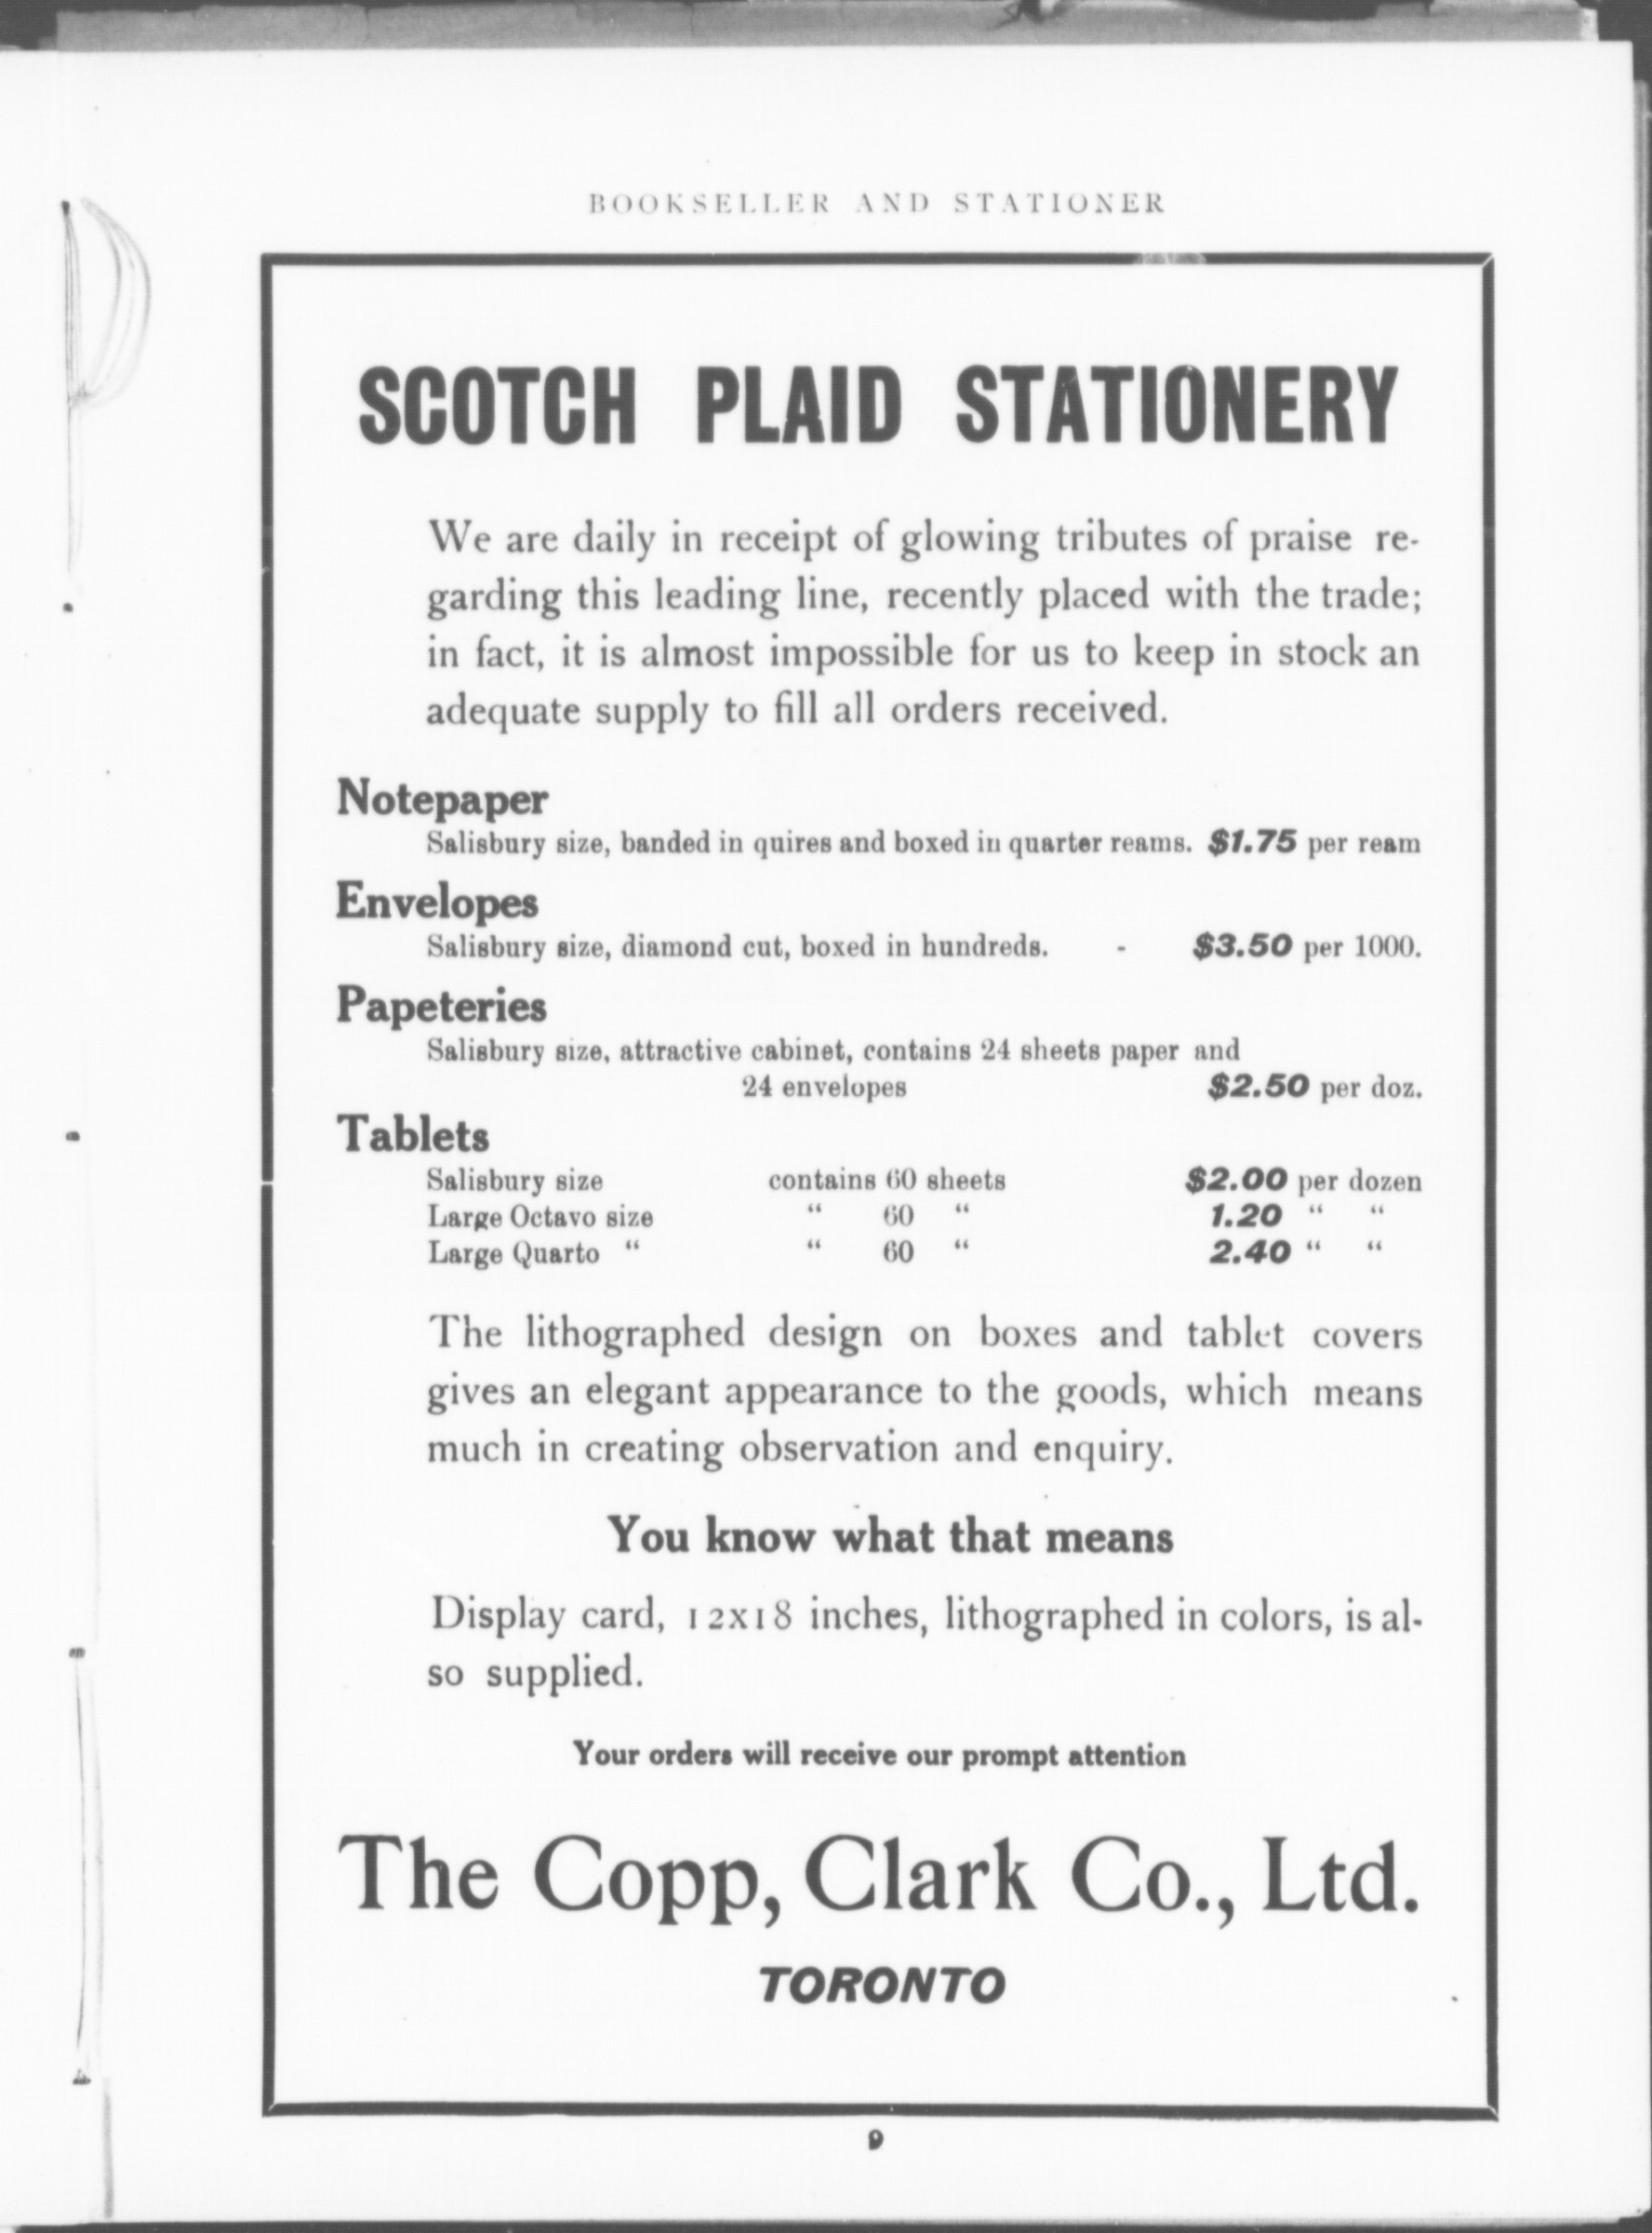 BOOKSELLER AND STATIONER
SCOTCH PLAID STATIONERY
We are daily in receipt of glowing tributes of praise re-
garding this leading line, recently placed with the trade;
in fact, it is almost impossible for us to keep in stock an
adequate supply to fill all orders received.
Notepaper
Salisbury size, banded in quires and boxed in quarter reams. $1.75 per ream
Envelopes
Salisbury size, diamond cut, boxed in hundreds. - $3.50 per 1000.
Papeteries
Salisbury size, attractive cabinet, contains 24 sheets paper and
24 envelopes $2.50 per doz.
Tablets
Salisbury size contains 60 sheets $2.00 per dozen
Large Octavo size “ 60 “ 1.20 “ “
Large Quarto “ “ 60 “ 2.40 “ “
The lithographed design on boxes and tablet covers
gives an elegant appearance to the goods, which means
much in creating observation and enquiry.
You know what that means
Display card, 12x18 inches, lithographed in colors, is al-
so supplied.
Your orders will receive our prompt attention
The Copp, Clark Co., Ltd.
TORONTO
9